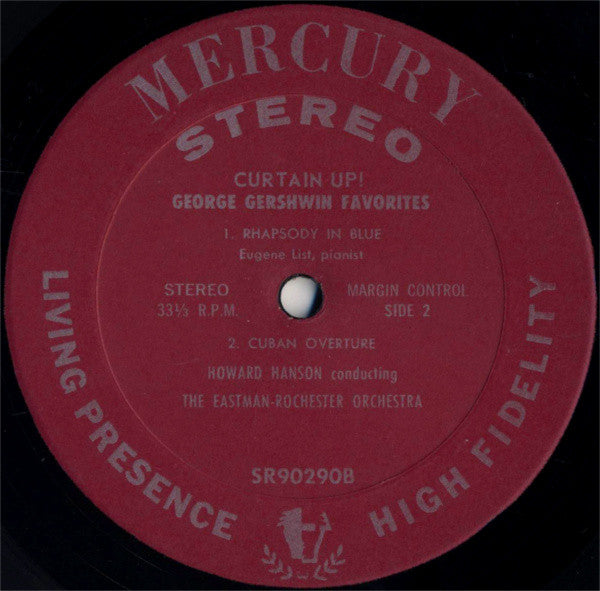 MERCURY
STEREO
CURTAIN UP!
GEORGE GERSHWIN FAVORITES
1. RHAPSODY IN BLUE
Eugene List, pianist
STEREO
33⅓ R.P.M.
MARGIN CONTROL
SIDE 2
2. CUBAN OVERTURE
HOWARD HANSON conducting
THE EASTMAN-ROCHESTER ORCHESTRA
SR90290B
LIVING PRESENCE
HIGH FIDELITY